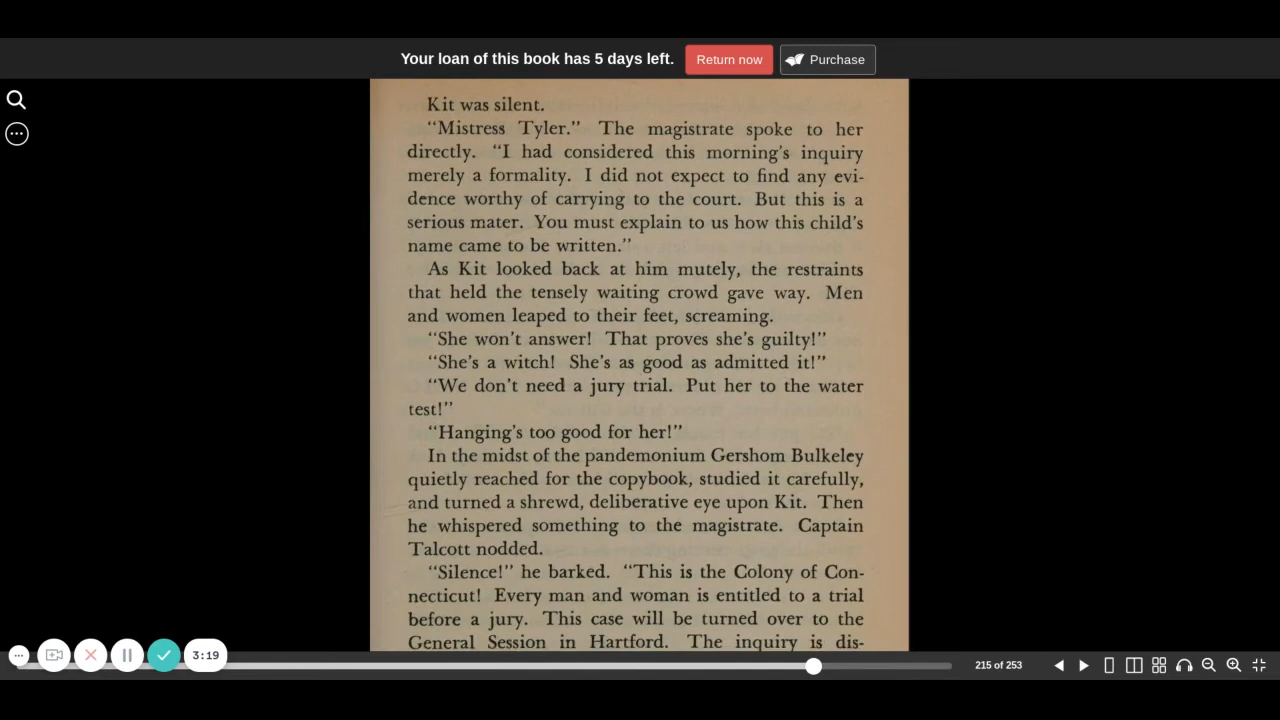 Your loan of this book has 5 days left. Return now Purchase
Kit was silent.
“Mistress Tyler.” The magistrate spoke to her
directly. “I had considered this morning’s inquiry
merely a formality. I did not expect to find any evi-
dence worthy of carrying to the court. But this is a
serious mater. You must explain to us how this child’s
name came to be written.”
As Kit looked back at him mutely, the restraints
that held the tensely waiting crowd gave way. Men
and women leaped to their feet, screaming.
“She won’t answer! That proves she’s guilty!”
“She’s a witch! She’s as good as admitted it!”
“We don’t need a jury trial. Put her to the water
test!”
“Hanging’s too good for her!”
In the midst of the pandemonium Gershom Bulkeley
quietly reached for the copybook, studied it carefully,
and turned a shrewd, deliberative eye upon Kit. Then
he whispered something to the magistrate. Captain
Talcott nodded.
“Silence!” he barked. “This is the Colony of Con-
necticut! Every man and woman is entitled to a trial
before a jury. This case will be turned over to the
General Session in Hartford. The inquiry is dis-
3:19
215 of 253